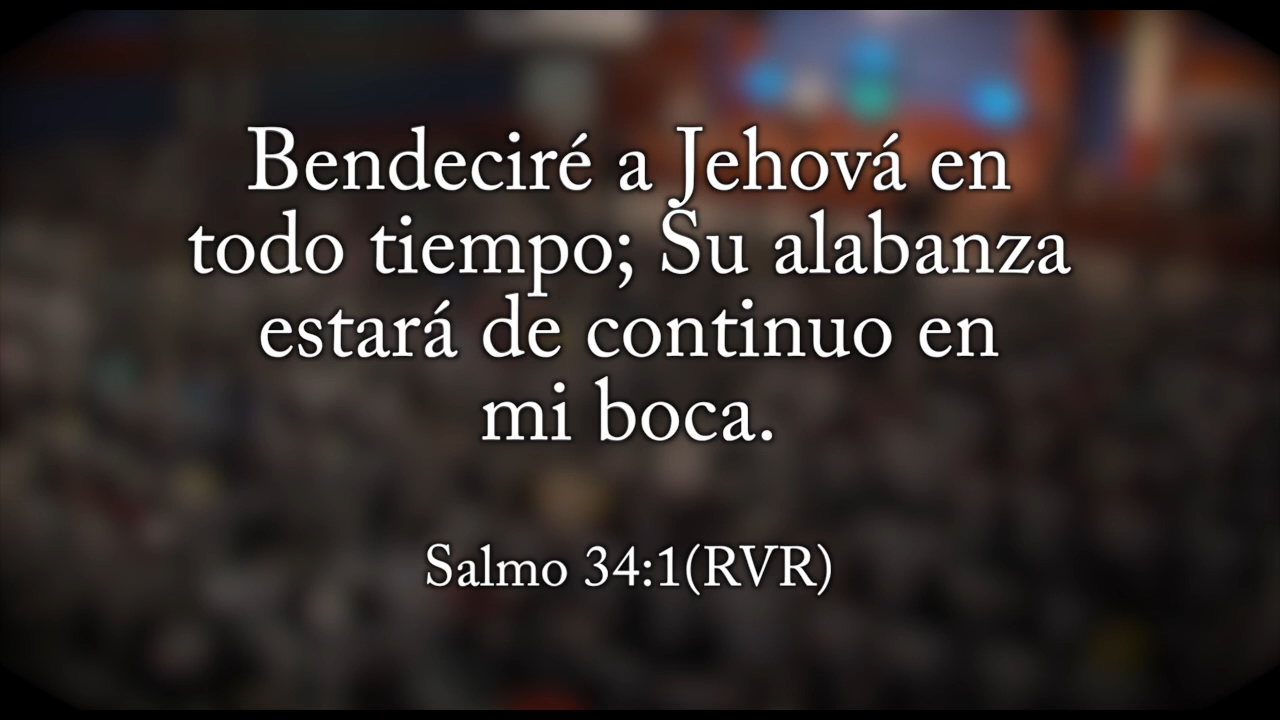 Bendeciré a Jehová en
todo tiempo; Su alabanza
estará de continuo en
mi boca.
Salmo 34:1(RVR)